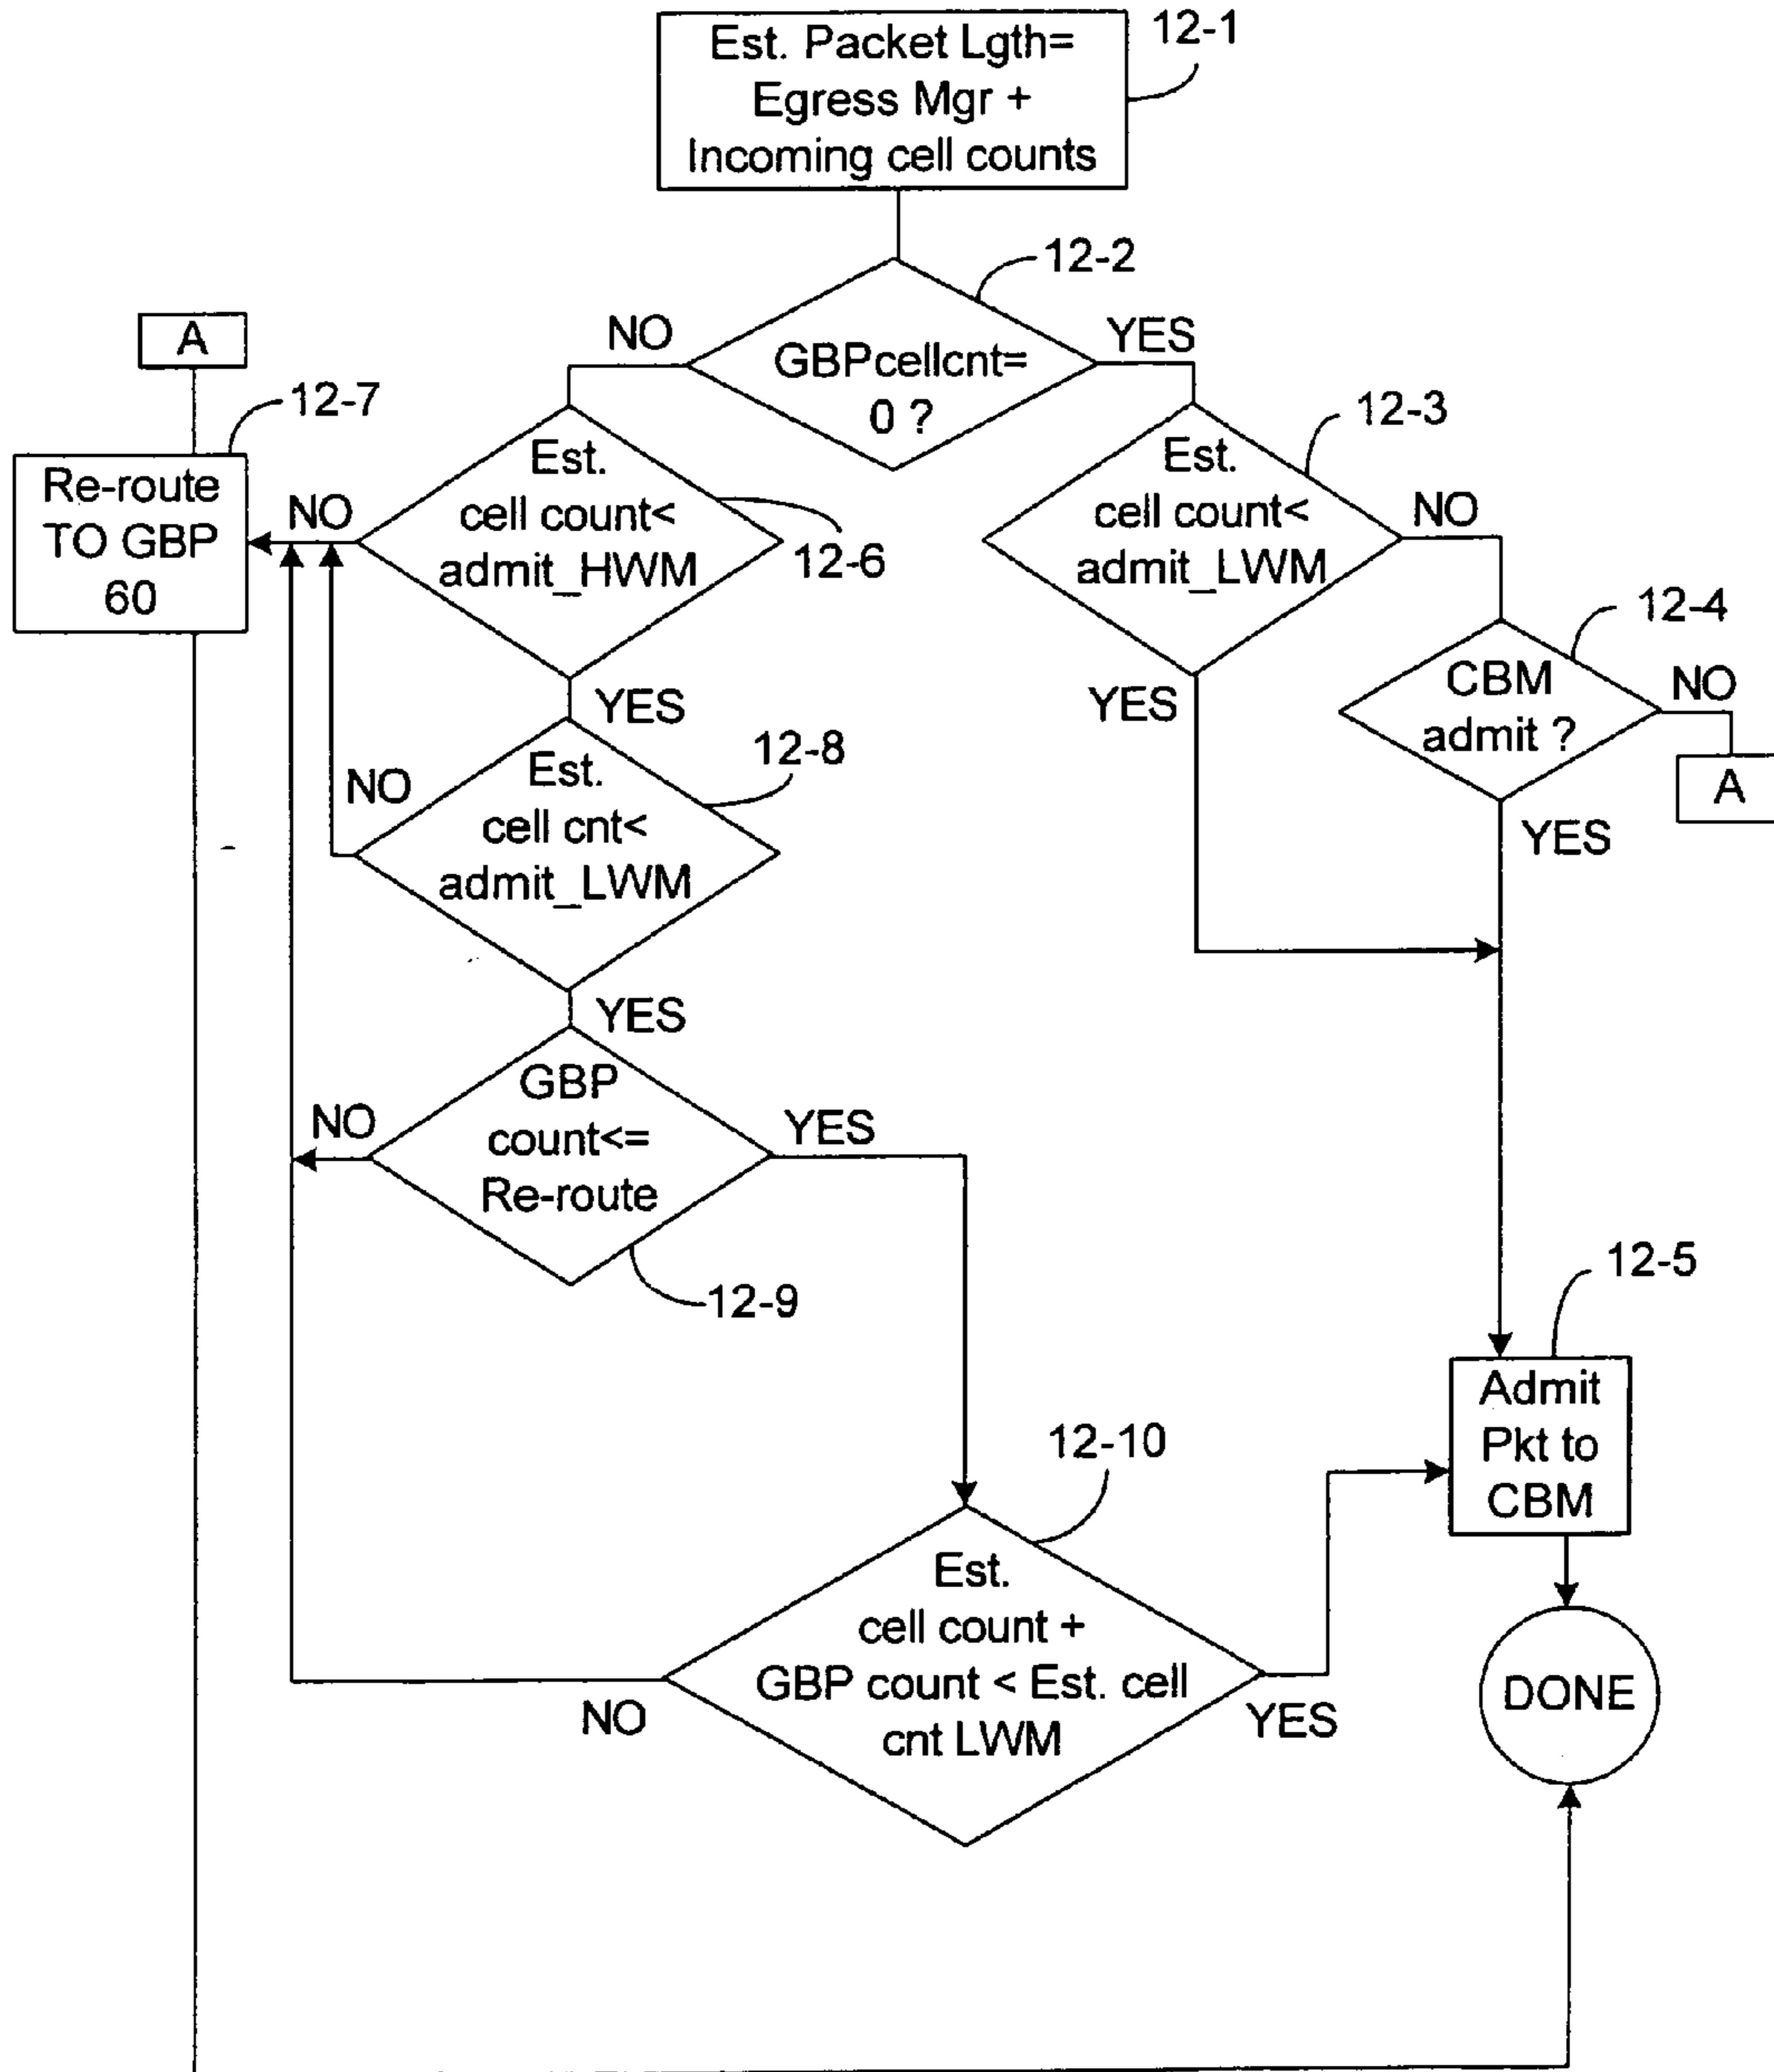 Est. Packet Lgth=
Egress Mgr +
Incoming cell counts
12-1
12-2
NO
YES
GBPcellcnt=
0 ?
A
12-7
Re-route
TO GBP
60
NO
Est.
cell count<
admit_HWM
12-6
YES
12-3
Est.
cell count<
admit_LWM
NO
YES
12-4
CBM
admit ?
NO
A
YES
12-8
Est.
cell cnt<
admit_LWM
NO
YES
GBP
count<=
Re-route
NO
YES
12-9
12-5
Admit
Pkt to
CBM
12-10
Est.
cell count +
GBP count < Est. cell
cnt LWM
NO
YES
DONE